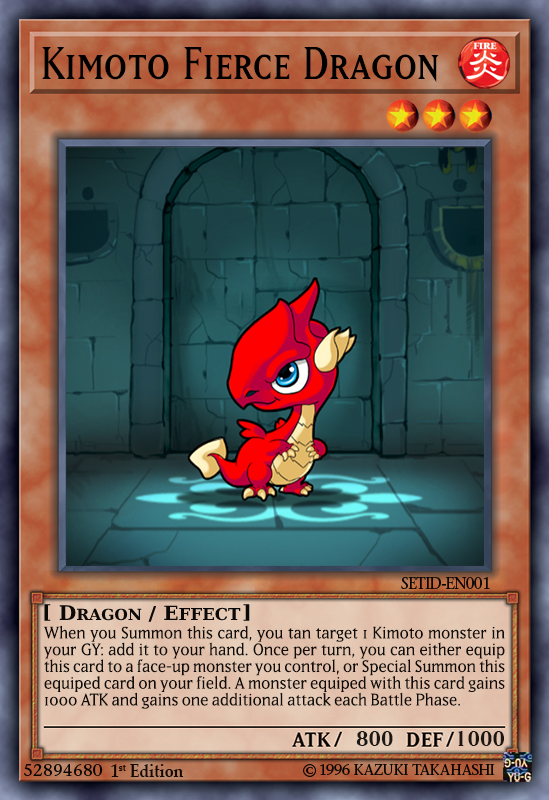 Kimoto Fierce Dragon
FIRE
炎
SETID-EN001
[ Dragon / Effect ]
When you Summon this card, you tan target 1 Kimoto monster in
your GY: add it to your hand. Once per turn, you can either equip
this card to a face-up monster you control, or Special Summon this
equiped card on your field. A monster equiped with this card gains
1000 ATK and gains one additional attack each Battle Phase.
ATK/ 800 DEF/1000
52894680 1st Edition © 1996 KAZUKI TAKAHASHI
YU-G
YU-G